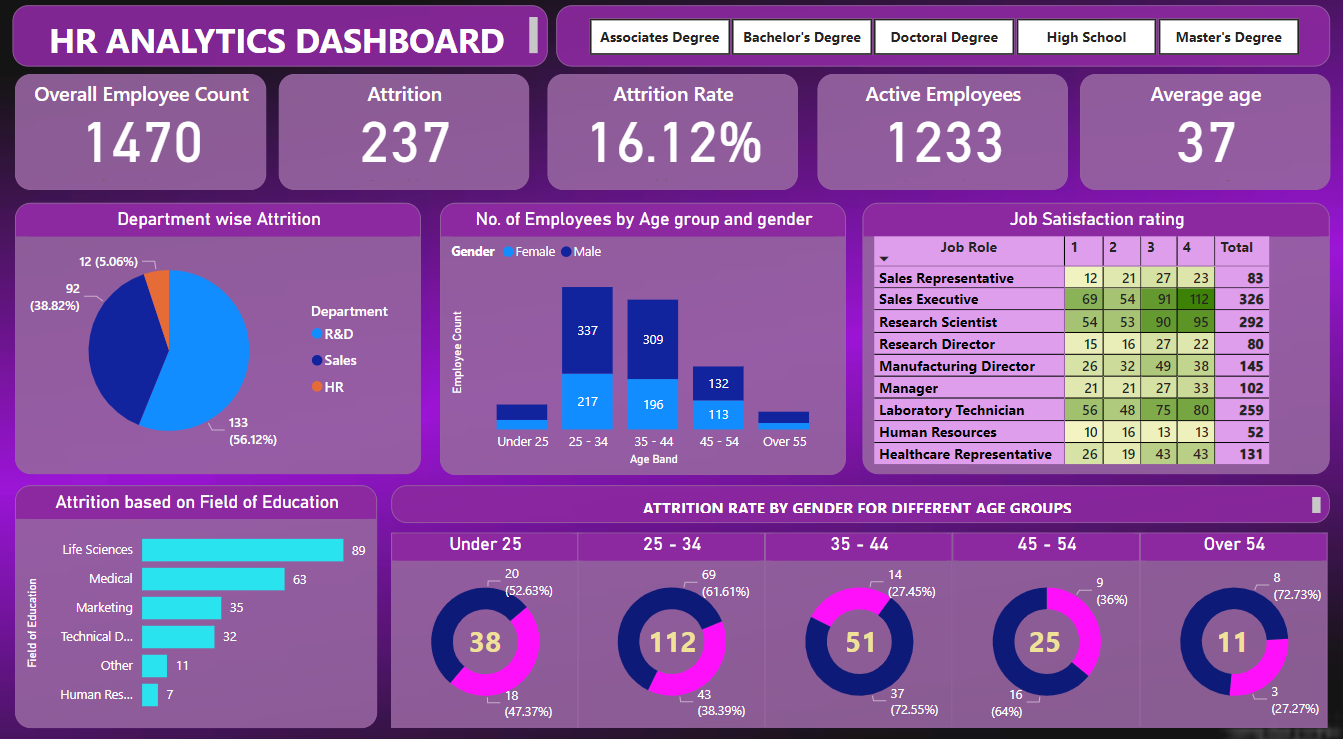 HR ANALYTICS DASHBOARD
Associates Degree
Bachelor's Degree
Doctoral Degree
High School
Master's Degree
Overall Employee Count
1470
Attrition
237
Attrition Rate
16.12%
Active Employees
1233
Average age
37
Department wise Attrition
12 (5.06%)
92
(38.82%)
133
(56.12%)
Department
R&D
Sales
HR
No. of Employees by Age group and gender
Gender Female Male
Employee Count
337
217
309
196
132
113
Under 25 25 - 34 35 - 44 45 - 54 Over 55
Age Band
Job Satisfaction rating
Job Role 1 2 3 4 Total
Sales Representative 12 21 27 23 83
Sales Executive 69 54 91 112 326
Research Scientist 54 53 90 95 292
Research Director 15 16 27 22 80
Manufacturing Director 26 32 49 38 145
Manager 21 21 27 33 102
Laboratory Technician 56 48 75 80 259
Human Resources 10 16 13 13 52
Healthcare Representative 26 19 43 43 131
Attrition based on Field of Education
Field of Education
Life Sciences 89
Medical 63
Marketing 35
Technical D... 32
Other 11
Human Res... 7
ATTRITION RATE BY GENDER FOR DIFFERENT AGE GROUPS
Under 25
20
(52.63%)
38
18
(47.37%)
25 - 34
69
(61.61%)
112
43
(38.39%)
35 - 44
14
(27.45%)
51
37
(72.55%)
45 - 54
9
(36%)
25
16
(64%)
Over 54
8
(72.73%)
11
3
(27.27%)